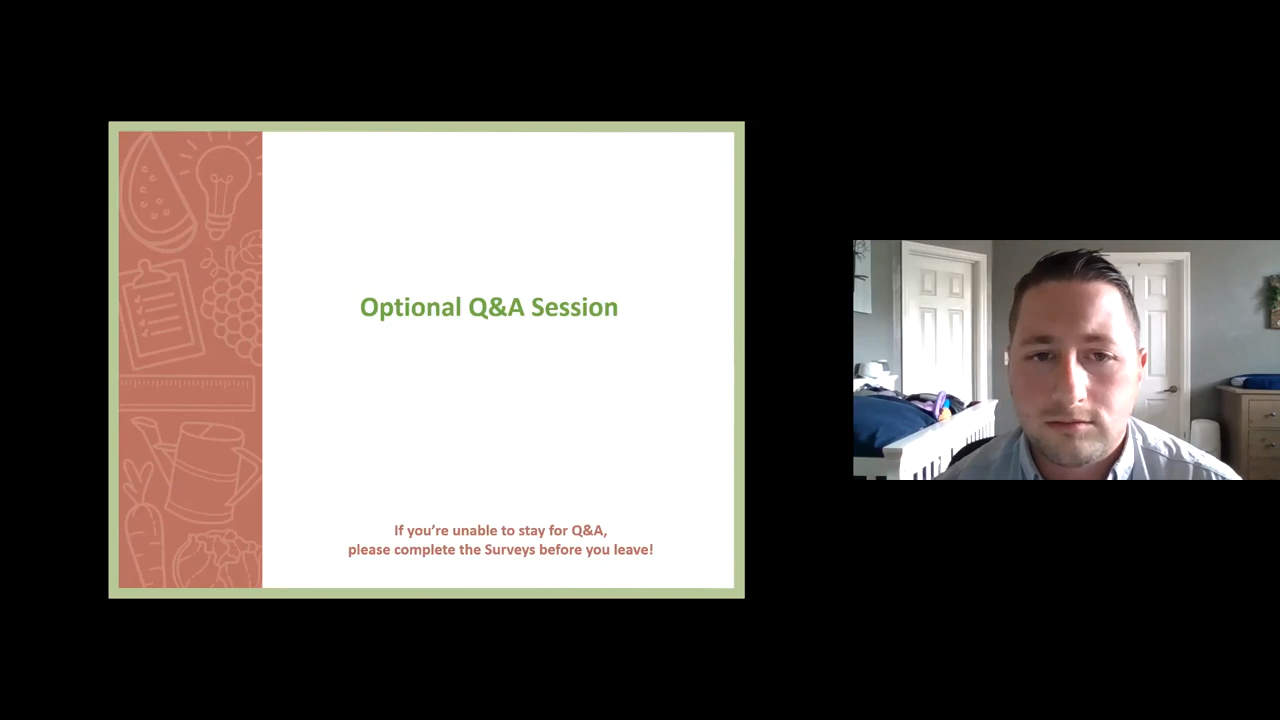 Optional Q&A Session
If you’re unable to stay for Q&A,
please complete the Surveys before you leave!